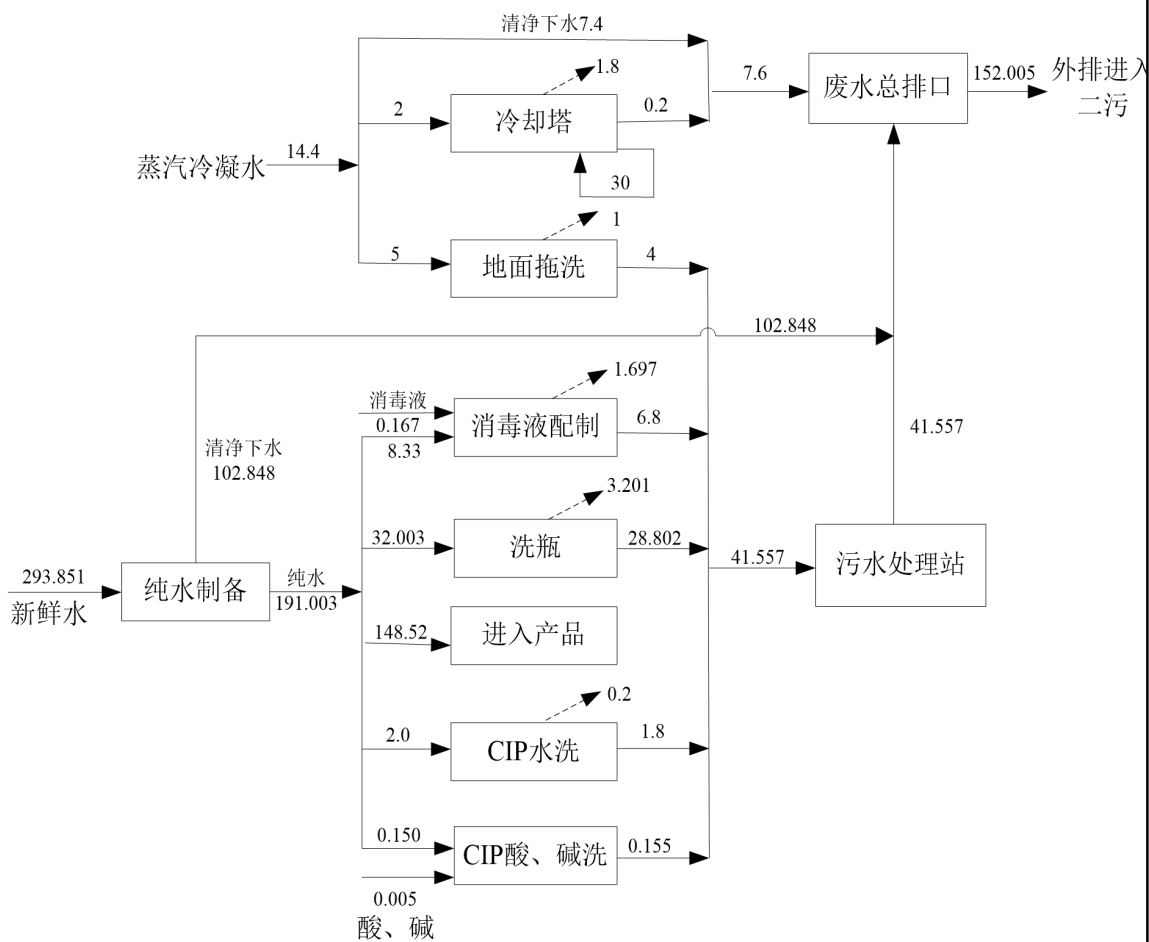 清净下水7.4
1.8
7.6
废水总排口
152.005
外排进入
二污
2
冷却塔
0.2
蒸汽冷凝水
14.4
30
1
5
地面拖洗
4
102.848
1.697
消毒液
0.167
8.33
消毒液配制
6.8
41.557
清净下水
102.848
3.201
32.003
洗瓶
28.802
41.557
污水处理站
293.851
新鲜水
纯水制备
纯水
191.003
148.52
进入产品
0.2
2.0
CIP水洗
1.8
0.150
CIP酸、碱洗
0.155
0.005
酸、碱